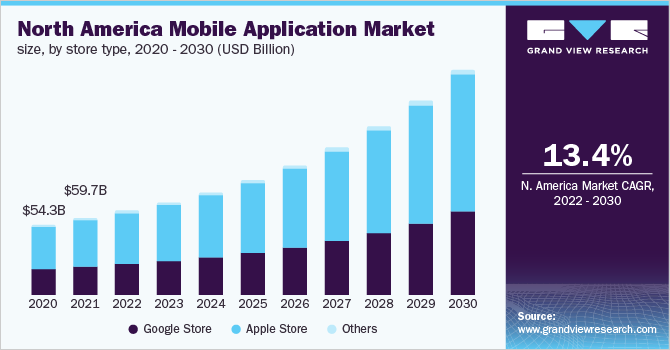 North America Mobile Application Market
size, by store type, 2020 - 2030 (USD Billion)
$54.3B
$59.7B
2020 2021 2022 2023 2024 2025 2026 2027 2028 2029 2030
Google Store Apple Store Others
GRAND VIEW RESEARCH
13.4%
N. America Market CAGR,
2022 - 2030
Source:
www.grandviewresearch.com